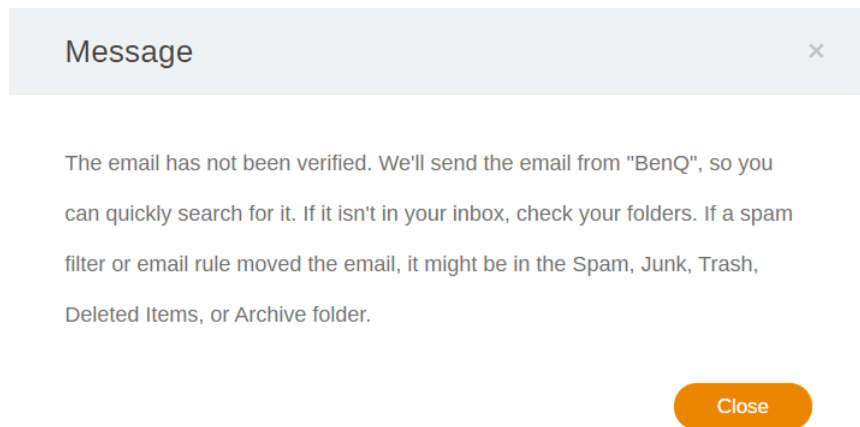 Message
×
The email has not been verified. We'll send the email from "BenQ", so you
can quickly search for it. If it isn't in your inbox, check your folders. If a spam
filter or email rule moved the email, it might be in the Spam, Junk, Trash,
Deleted Items, or Archive folder.
Close